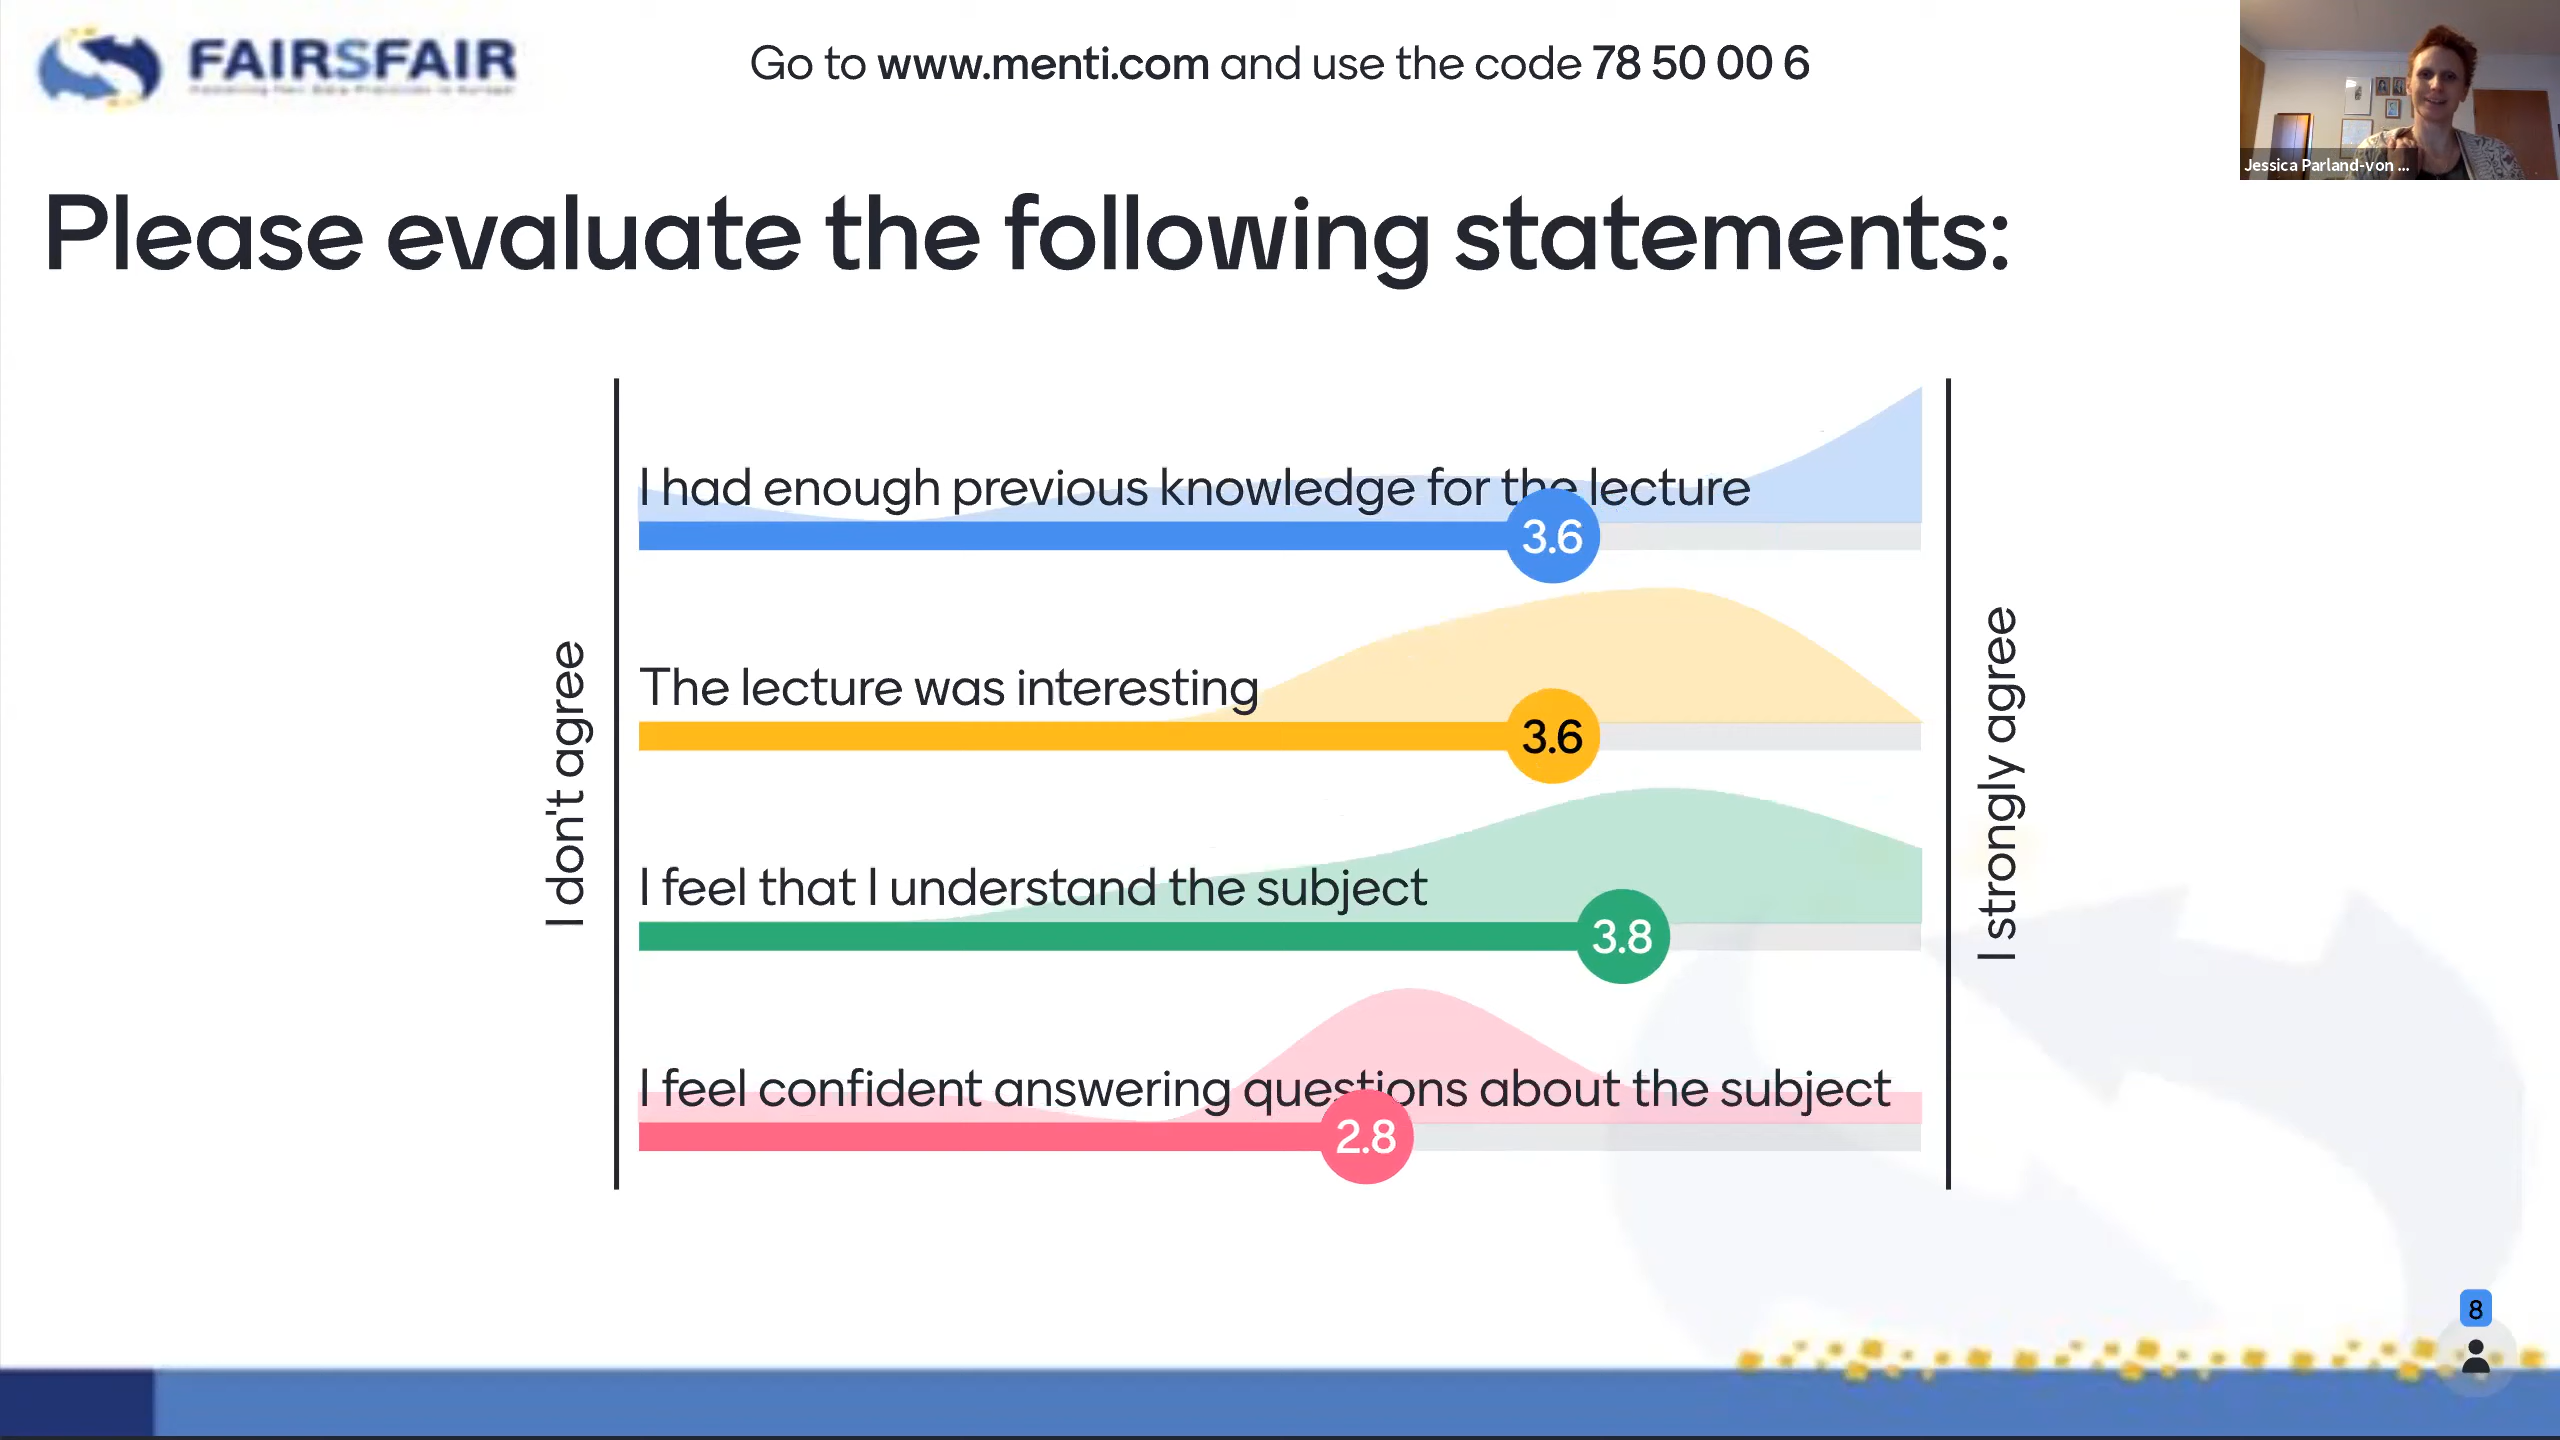 FAIRSFAIR
Go to www.menti.com and use the code 78 50 00 6
Jessica Parland-von ...
Please evaluate the following statements:
I don't agree
I had enough previous knowledge for the lecture
3.6
The lecture was interesting
3.6
I feel that I understand the subject
3.8
I feel confident answering questions about the subject
2.8
I strongly agree
8